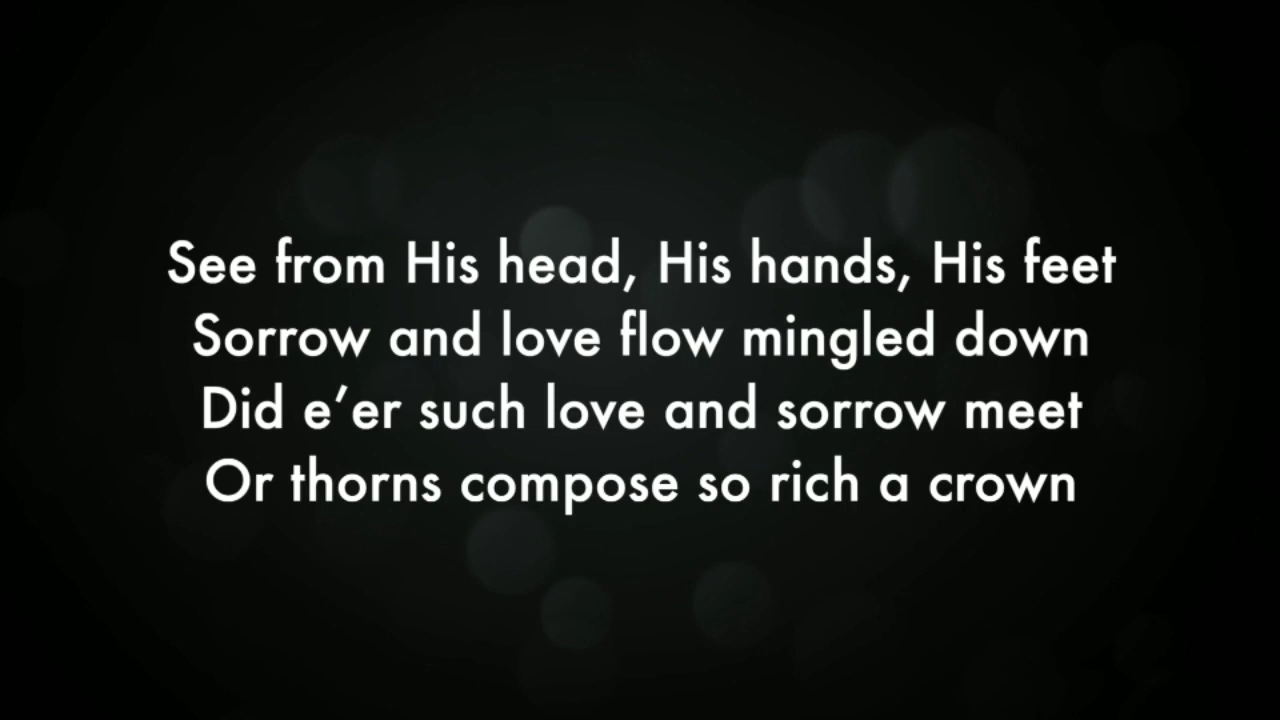 See from His head, His hands, His feet
Sorrow and love flow mingled down
Did e’er such love and sorrow meet
Or thorns compose so rich a crown